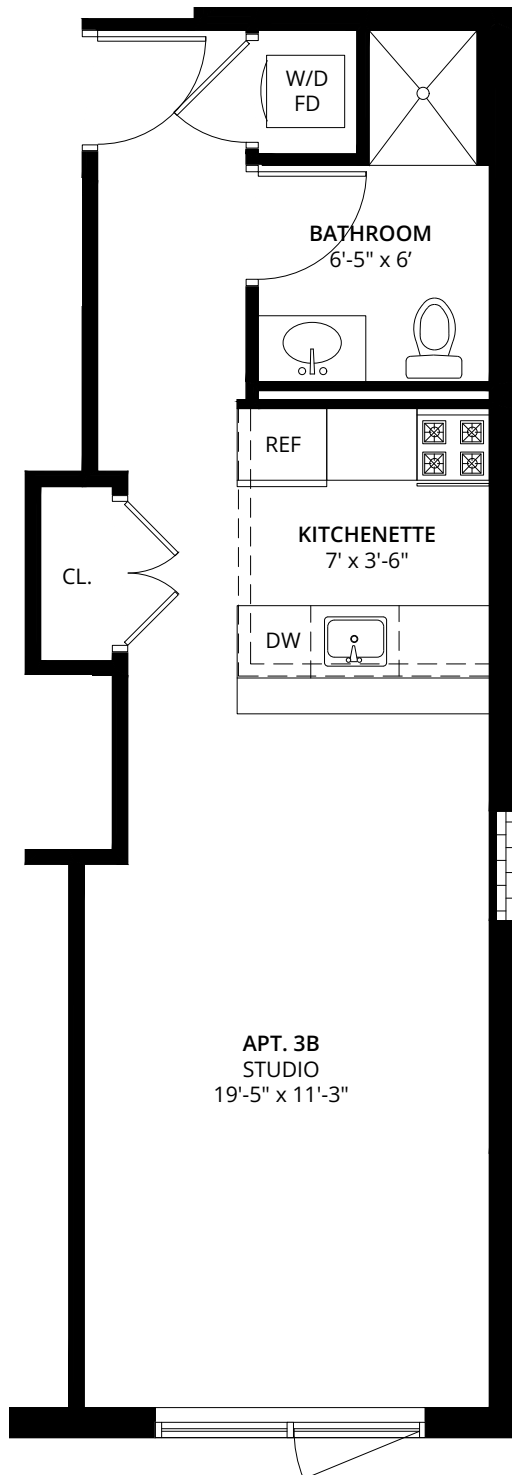 W/D
FD
BATHROOM
6'-5" x 6’
REF
KITCHENETTE
7' x 3'-6"
CL.
DW
APT. 3B
STUDIO
19'-5" x 11'-3"